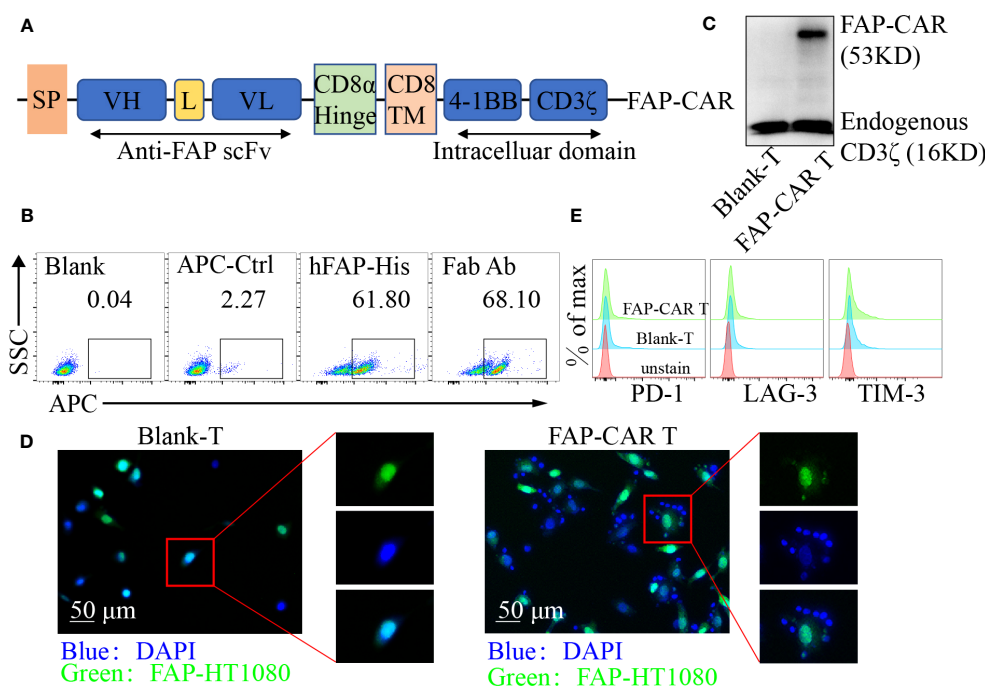 A
SP
VH
L
VL
CD8α
Hinge
CD8
TM
4-1BB
CD3ζ
FAP-CAR
Anti-FAP scFv
Intracelluar domain
C
FAP-CAR
(53KD)
Endogenous
CD3ζ (16KD)
Blank-T
FAP-CAR T
B
SSC
Blank
0.04
APC-Ctrl
2.27
hFAP-His
61.80
Fab Ab
68.10
APC
E
% of max
FAP-CAR T
Blank-T
unstain
PD-1
LAG-3
TIM-3
D
Blank-T
50 μm
Blue: DAPI
Green: FAP-HT1080
FAP-CAR T
50 μm
Blue: DAPI
Green: FAP-HT1080